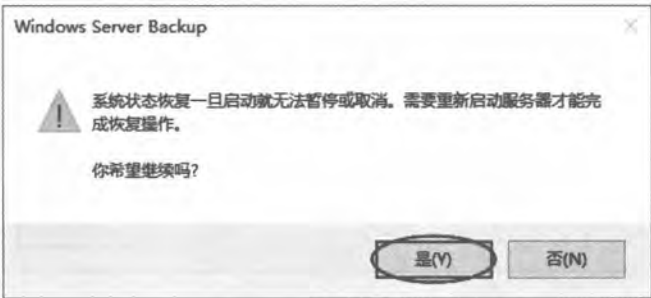 Windows Server Backup
系统状态恢复一旦启动就无法暂停或取消。需要重新启动服务器才能完
成恢复操作。
你希望继续吗?
是(Y)
否(N)